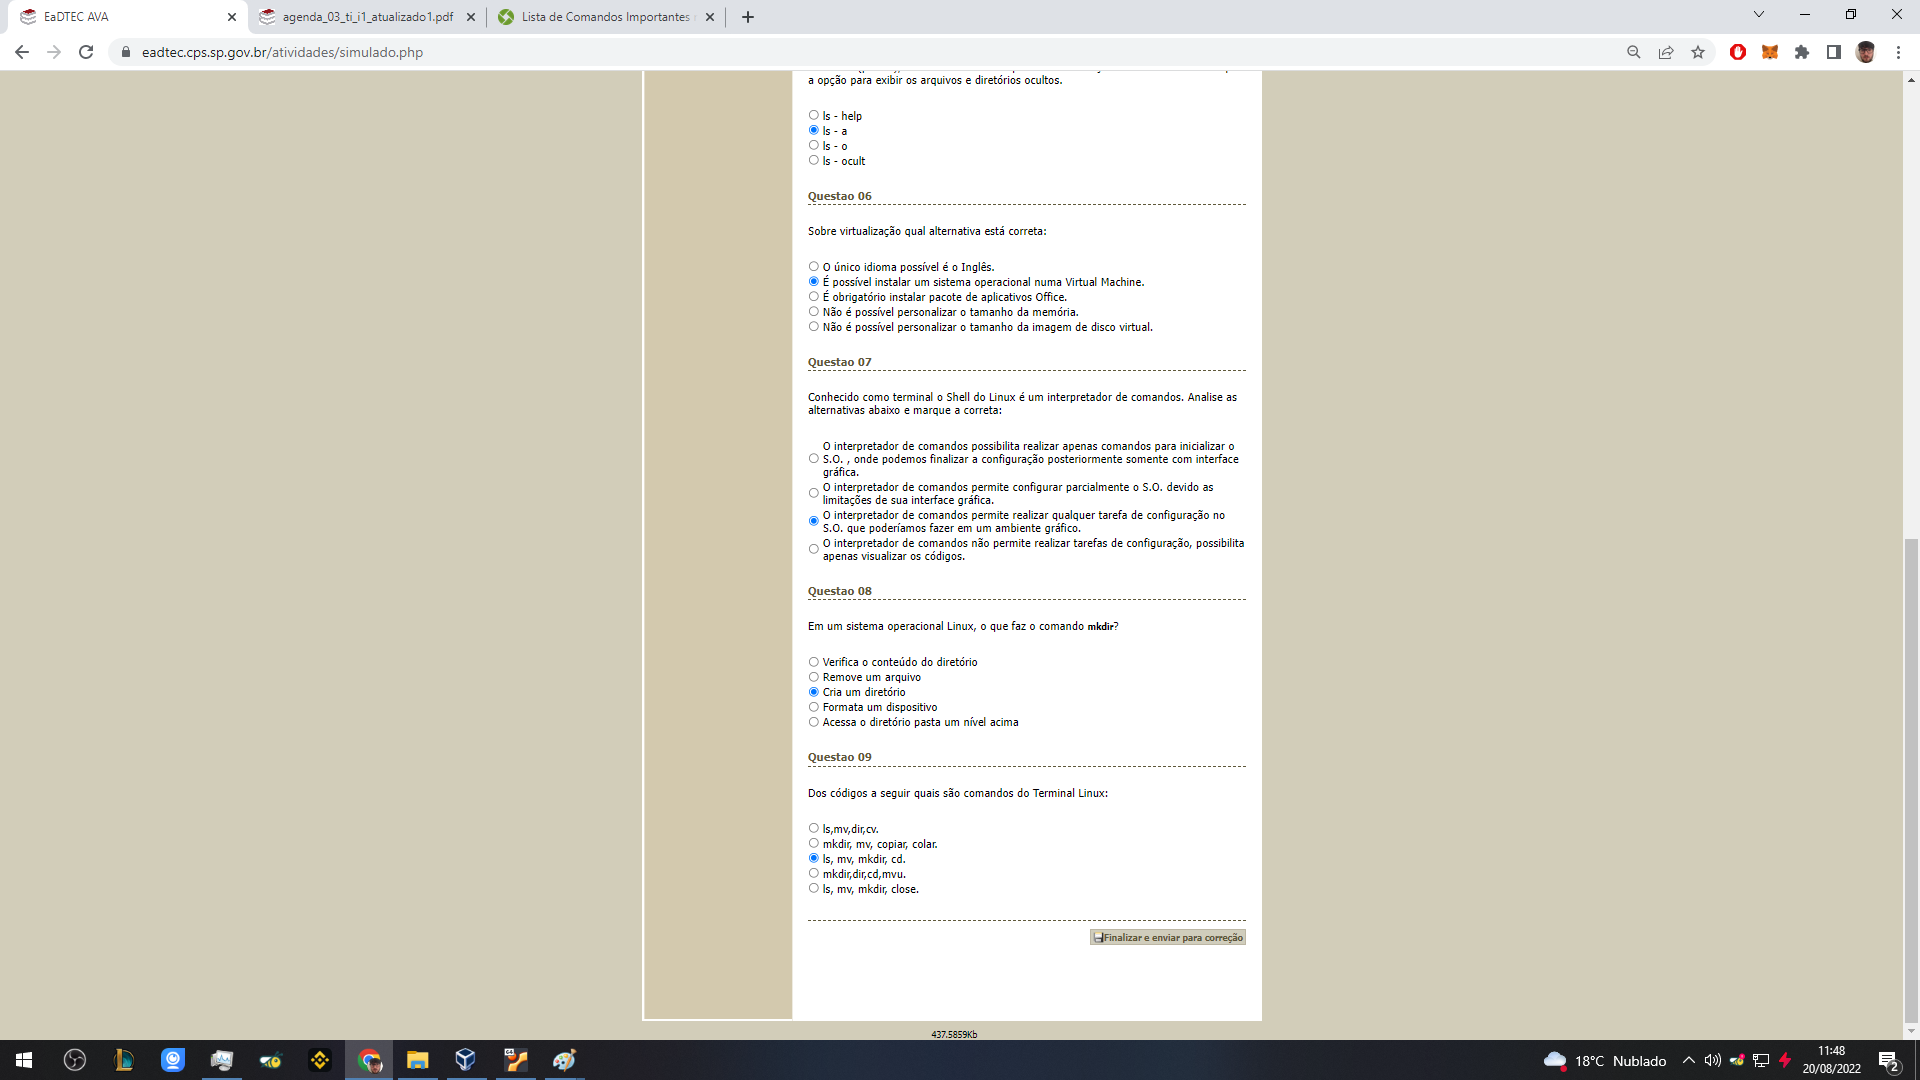 EaDTEC AVA
agenda_03_ti_i1_atualizado1.pdf
Lista de Comandos Importantes
eadtec.cps.sp.gov.br/atividades/simulado.php
a opção para exibir os arquivos e diretórios ocultos.
ls - help
ls - a
ls - o
ls - ocult
Questao 06
Sobre virtualização qual alternativa está correta:
O único idioma possível é o Inglês.
É possível instalar um sistema operacional numa Virtual Machine.
É obrigatório instalar pacote de aplicativos Office.
Não é possível personalizar o tamanho da memória.
Não é possível personalizar o tamanho da imagem de disco virtual.
Questao 07
Conhecido como terminal o Shell do Linux é um interpretador de comandos. Analise as
alternativas abaixo e marque a correta:
O interpretador de comandos possibilita realizar apenas comandos para inicializar o
S.O. , onde podemos finalizar a configuração posteriormente somente com interface
gráfica.
O interpretador de comandos permite configurar parcialmente o S.O. devido as
limitações de sua interface gráfica.
O interpretador de comandos permite realizar qualquer tarefa de configuração no
S.O. que poderíamos fazer em um ambiente gráfico.
O interpretador de comandos não permite realizar tarefas de configuração, possibilita
apenas visualizar os códigos.
Questao 08
Em um sistema operacional Linux, o que faz o comando mkdir?
Verifica o conteúdo do diretório
Remove um arquivo
Cria um diretório
Formata um dispositivo
Acessa o diretório pasta um nível acima
Questao 09
Dos códigos a seguir quais são comandos do Terminal Linux:
ls,mv,dir,cv.
mkdir, mv, copiar, colar.
ls, mv, mkdir, cd.
mkdir,dir,cd,mvu.
ls, mv, mkdir, close.
Finalizar e enviar para correção
437.5859Kb
18°C Nublado
11:48
20/08/2022
2